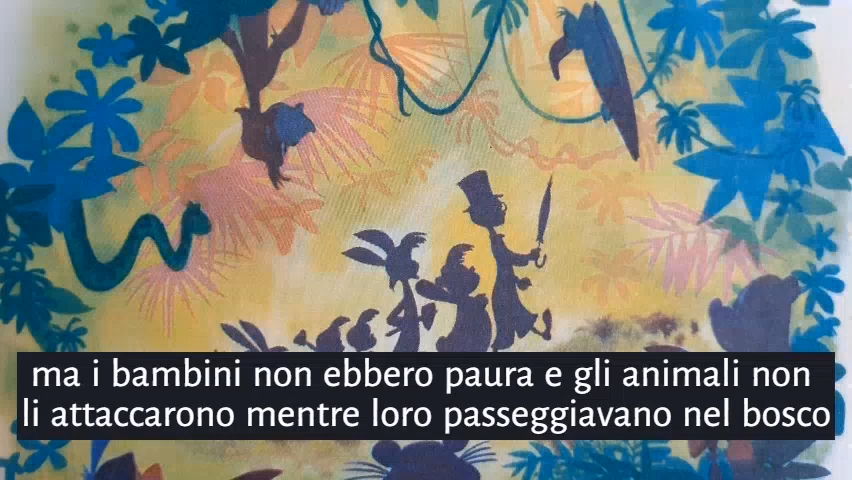 ma i bambini non ebbero paura e gli animali non
li attaccarono mentre loro passeggiavano nel bosco